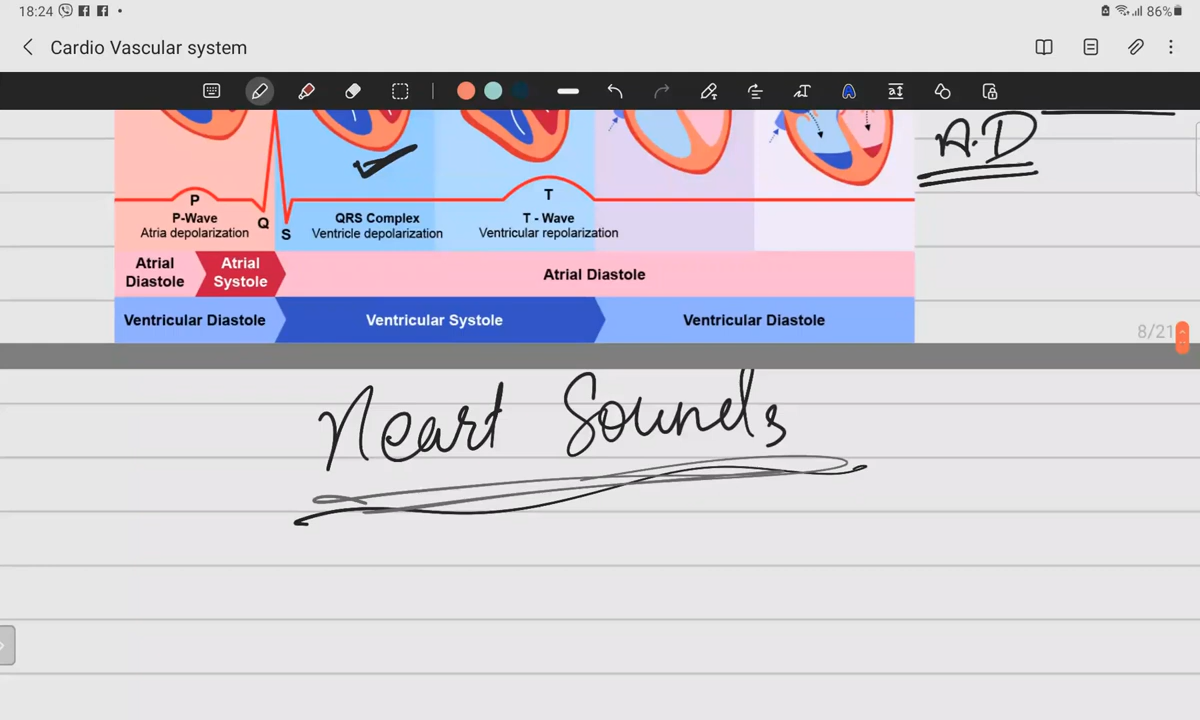 18:24 86%
Cardio Vascular system
A.D
P
P-Wave
Atria depolarization
Q
S
QRS Complex
Ventricle depolarization
T
T - Wave
Ventricular repolarization
Atrial Diastole
Atrial Systole
Atrial Diastole
Ventricular Diastole
Ventricular Systole
Ventricular Diastole
8/21
Heart Sounds